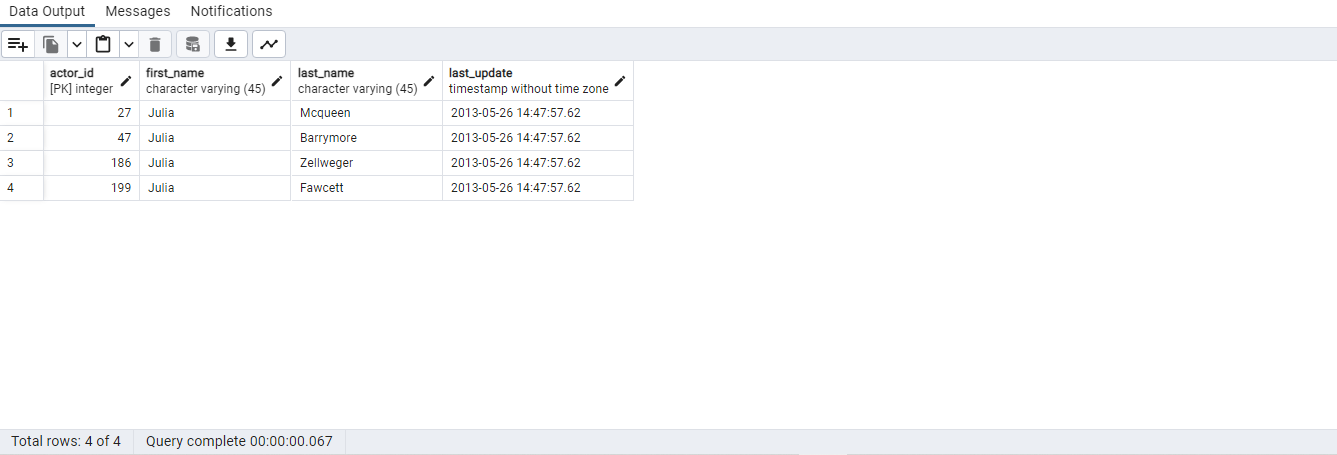 Data Output Messages Notifications
actor_id first_name last_name last_update
[PK] integer character varying (45) character varying (45) timestamp without time zone
1 27 Julia Mcqueen 2013-05-26 14:47:57.62
2 47 Julia Barrymore 2013-05-26 14:47:57.62
3 186 Julia Zellweger 2013-05-26 14:47:57.62
4 199 Julia Fawcett 2013-05-26 14:47:57.62
Total rows: 4 of 4 Query complete 00:00:00.067